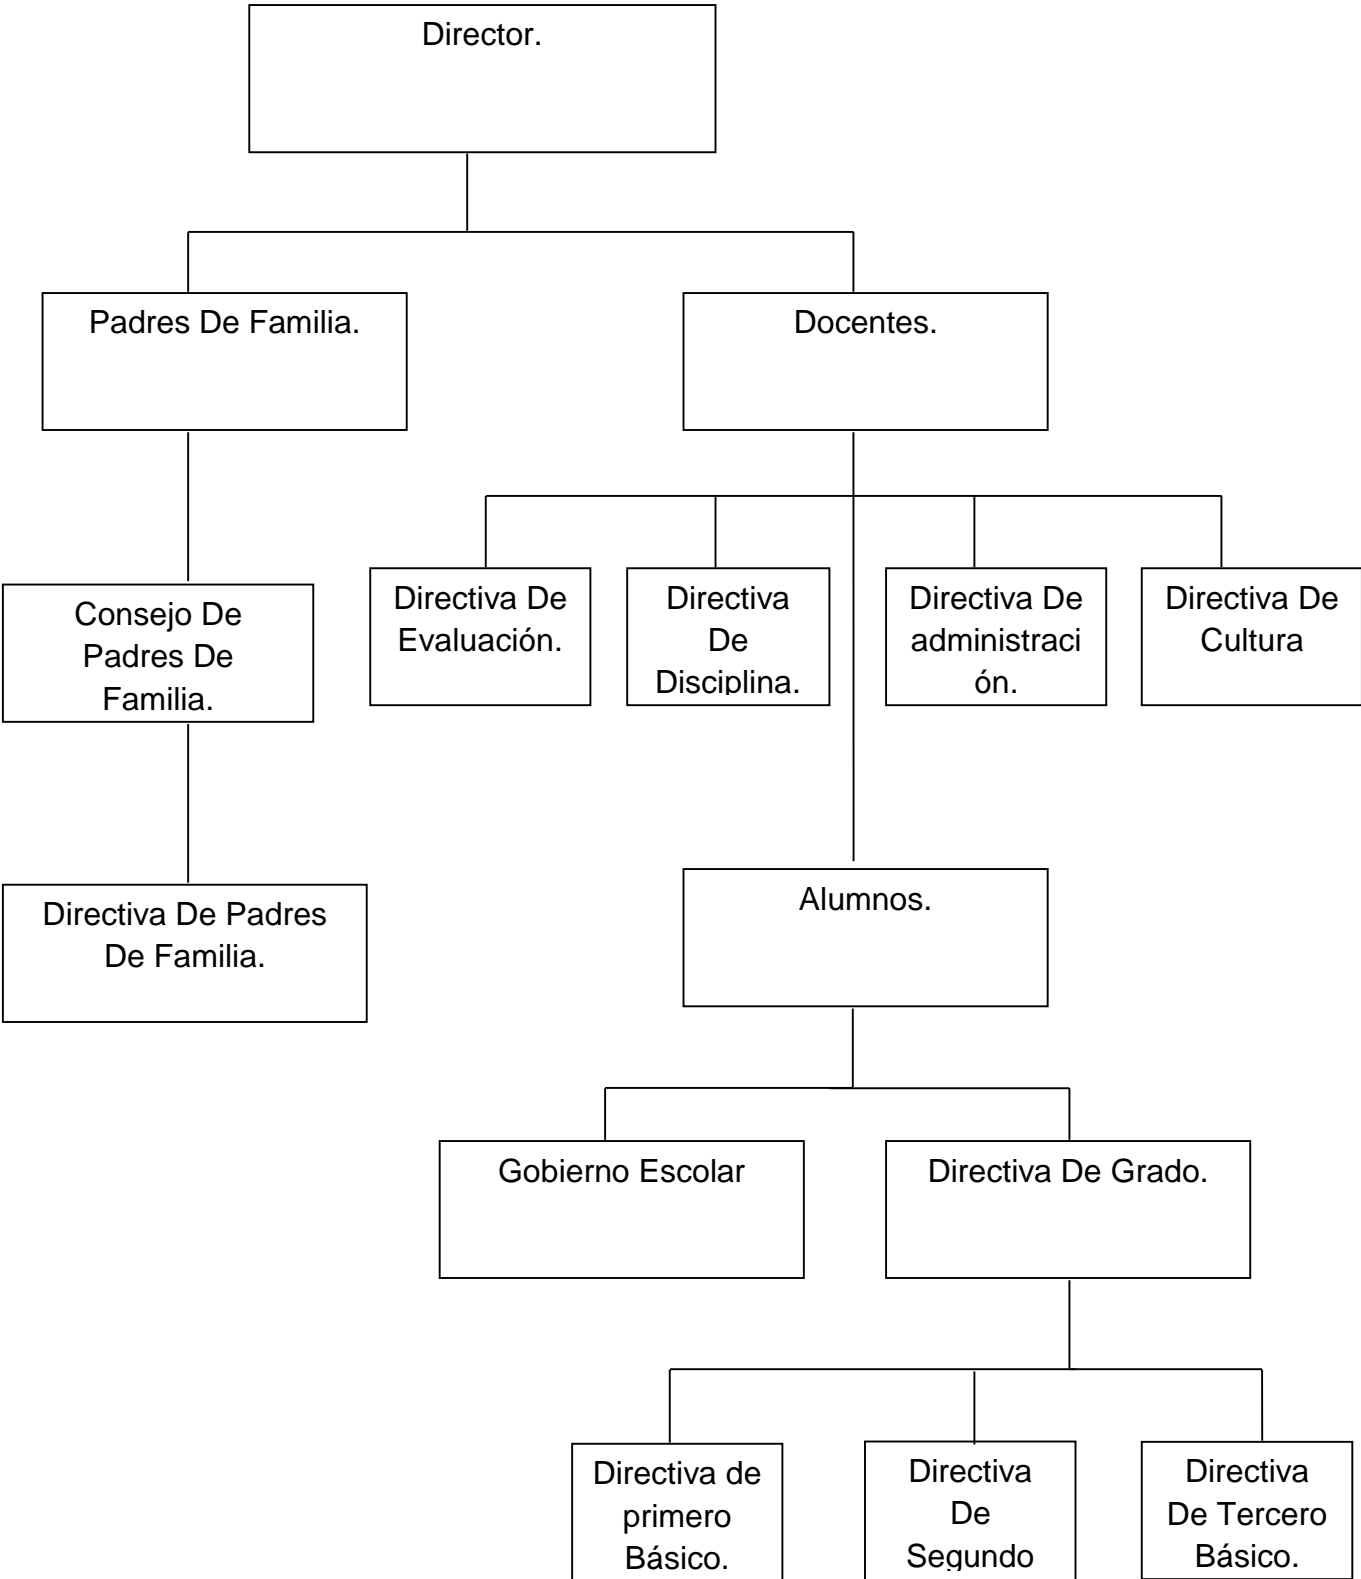 Director.
Padres De Familia.
Docentes.
Directiva De
Evaluación.
Directiva
De
Disciplina.
Directiva De
administraci
ón.
Directiva De
Cultura
Consejo De
Padres De
Familia.
Directiva De Padres
De Familia.
Alumnos.
Gobierno Escolar
Directiva De Grado.
Directiva de
primero
Básico.
Directiva
De
Segundo
Directiva
De Tercero
Básico.